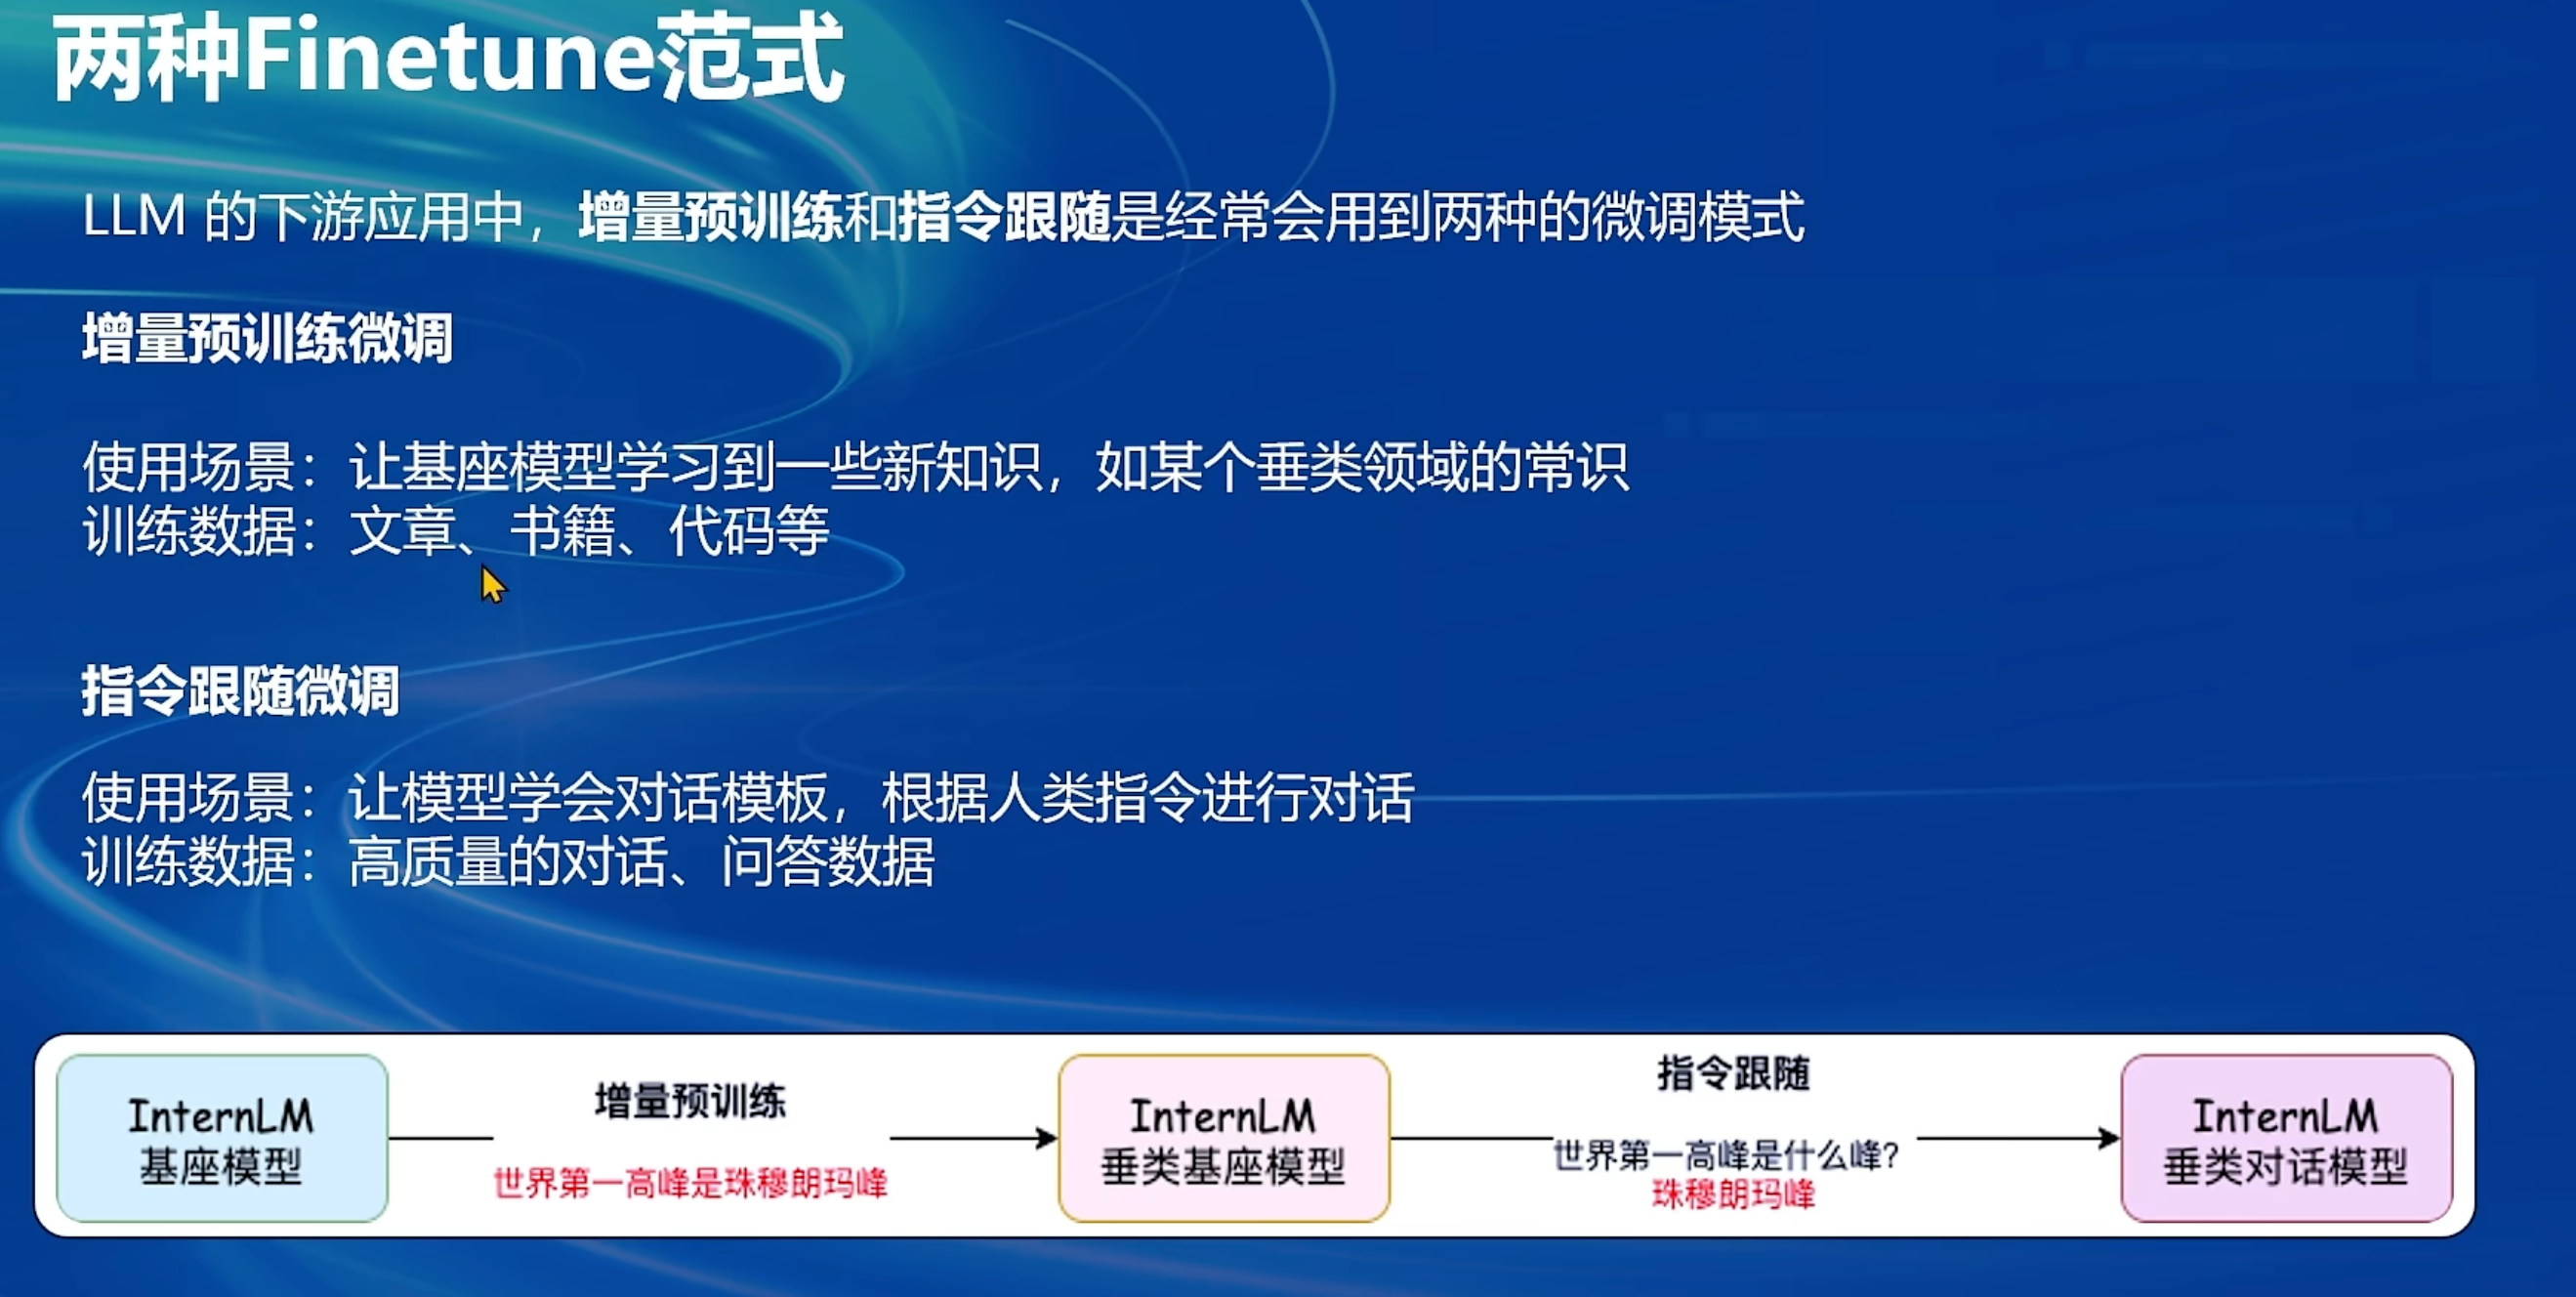 两种Finetune范式
LLM 的下游应用中，增量预训练和指令跟随是经常会用到两种的微调模式
增量预训练微调
使用场景：让基座模型学习到一些新知识，如某个垂类领域的常识
训练数据：文章、书籍、代码等
指令跟随微调
使用场景：让模型学会对话模板，根据人类指令进行对话
训练数据：高质量的对话、问答数据
InternLM
基座模型
增量预训练
世界第一高峰是珠穆朗玛峰
InternLM
垂类基座模型
指令跟随
世界第一高峰是什么峰？
珠穆朗玛峰
InternLM
垂类对话模型